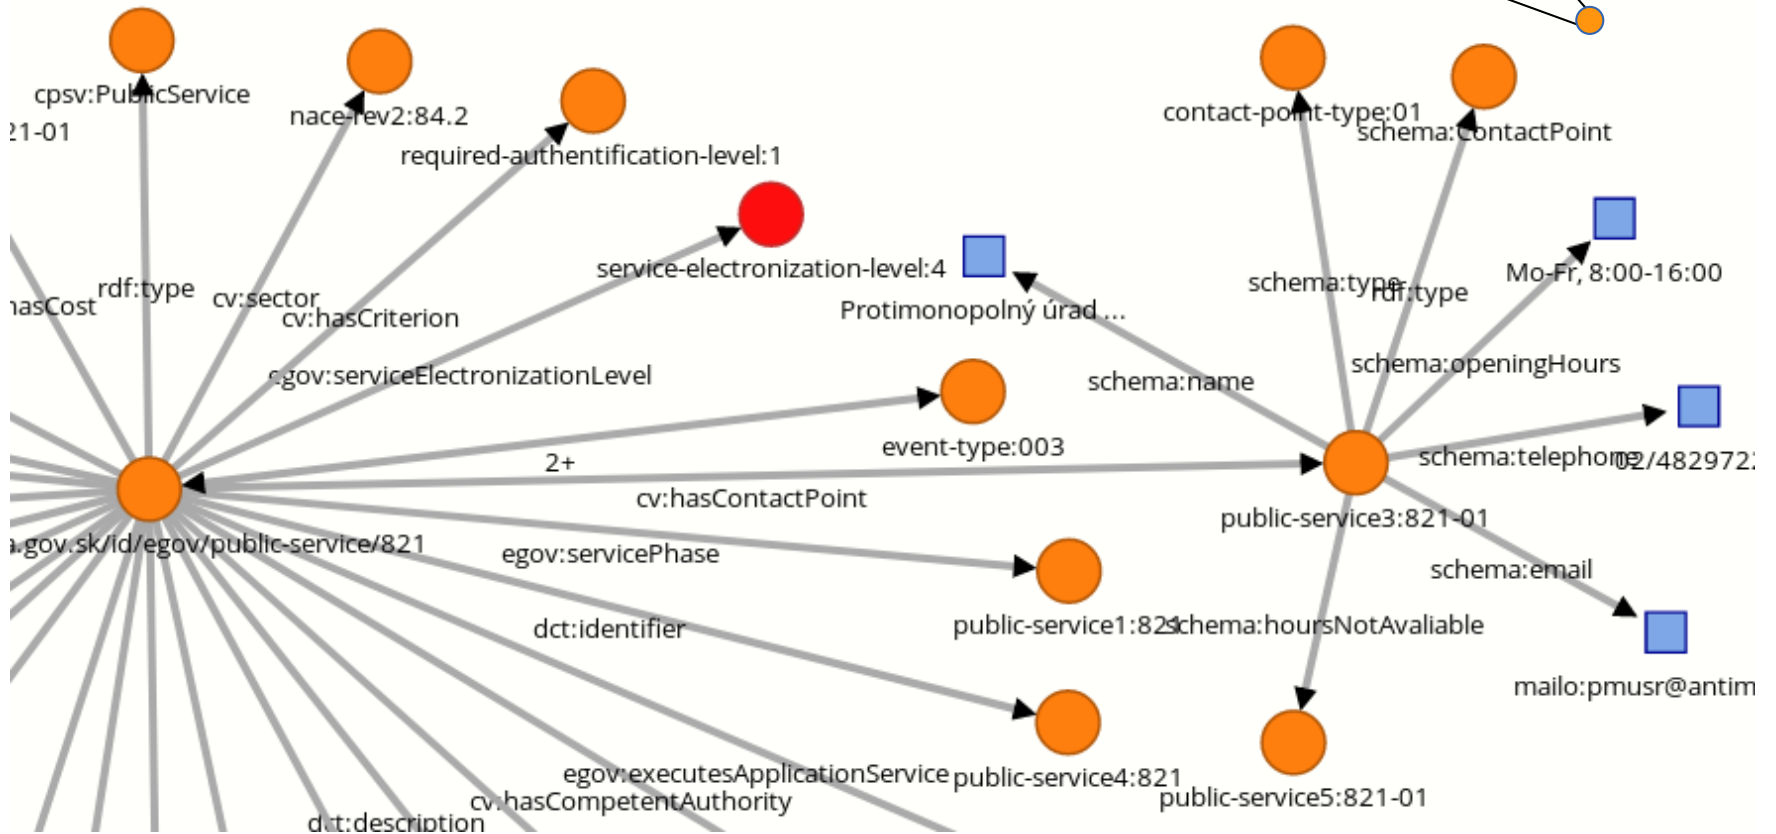 cpsv:PublicService
nace-rev2:84.2
contact-point-type:01
schema:ContactPoint
21-01
required-authentification-level:1
service-electronization-level:4
Mo-Fr, 8:00-16:00
hasCost
rdf:type
cv:sector
cv:hasCriterion
Protimonopolný úrad ...
schema:type
rdf:type
egov:serviceElectronizationLevel
schema:name
schema:openingHours
event-type:003
2+
schema:telephone
02/4829722
cv:hasContactPoint
public-service3:821-01
a.gov.sk/id/egov/public-service/821
egov:servicePhase
schema:email
dct:identifier
public-service1:821
schema:hoursNotAvaliable
mailo:pmusr@antim
egov:executesApplicationService
public-service4:821
cv:hasCompetentAuthority
public-service5:821-01
dct:description